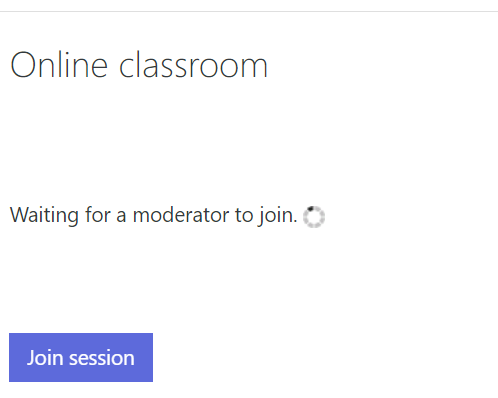 Online classroom
Waiting for a moderator to join.
Join session